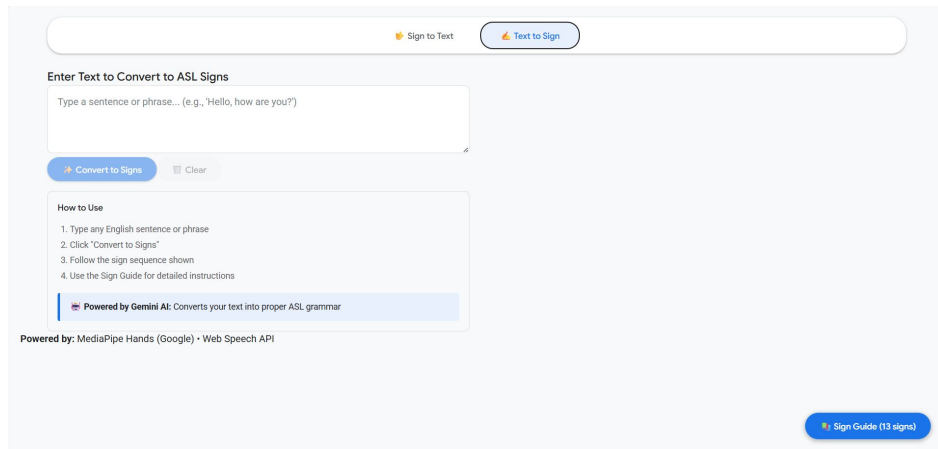 Sign to Text
Text to Sign
Enter Text to Convert to ASL Signs
Type a sentence or phrase... (e.g., 'Hello, how are you?')
Convert to Signs
Clear
How to Use
1. Type any English sentence or phrase
2. Click "Convert to Signs"
3. Follow the sign sequence shown
4. Use the Sign Guide for detailed instructions
Powered by Gemini AI: Converts your text into proper ASL grammar
Powered by: MediaPipe Hands (Google) • Web Speech API
Sign Guide (13 signs)